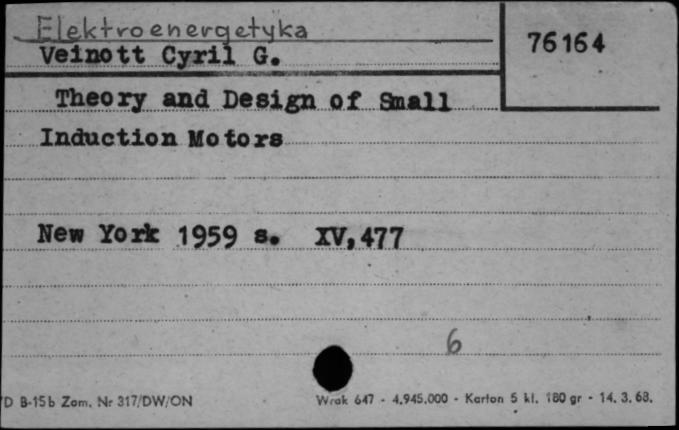 Elektroenergetyka
76164
Veinott Cyril G.
Theory and Design of Small
Induction Motors
New York 1959 s. XV,477
6
D B-15b Zam. Nr 317/DW/ON
Wrak 647 - 4.945.000 - Karton 5 kl. 180 gr - 14. 3. 68.